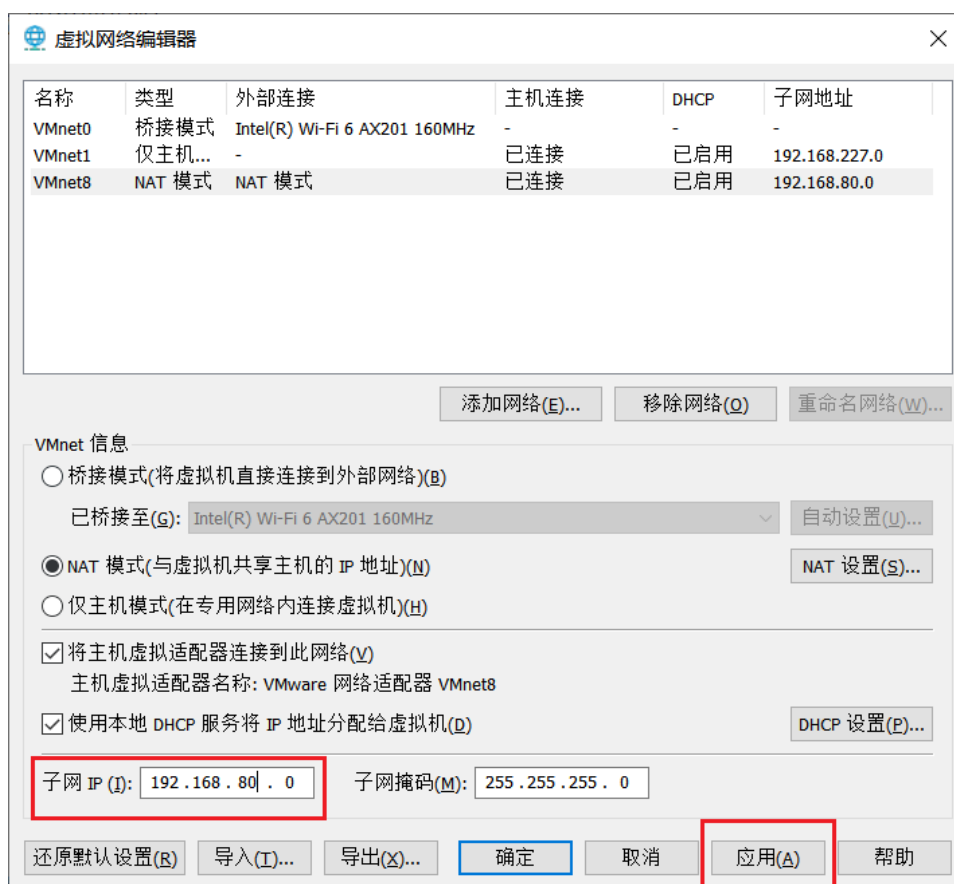 虚拟网络编辑器
名称 类型 外部连接 主机连接 DHCP 子网地址
VMnet0 桥接模式 Intel(R) Wi-Fi 6 AX201 160MHz - - -
VMnet1 仅主机... - 已连接 已启用 192.168.227.0
VMnet8 NAT 模式 NAT 模式 已连接 已启用 192.168.80.0
添加网络(E)... 移除网络(O) 重命名网络(W)...
VMnet 信息
桥接模式(将虚拟机直接连接到外部网络)(B)
已桥接至(G): Intel(R) Wi-Fi 6 AX201 160MHz 自动设置(U)...
NAT 模式(与虚拟机共享主机的 IP 地址)(N) NAT 设置(S)...
仅主机模式(在专用网络内连接虚拟机)(H)
将主机虚拟适配器连接到此网络(V)
主机虚拟适配器名称: VMware 网络适配器 VMnet8
使用本地 DHCP 服务将 IP 地址分配给虚拟机(D) DHCP 设置(P)...
子网 IP (I): 192.168.80.0 子网掩码(M): 255.255.255.0
还原默认设置(R) 导入(T)... 导出(X)... 确定 取消 应用(A) 帮助